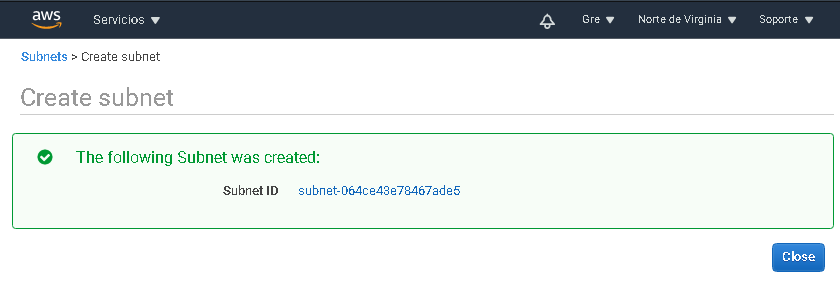 aws Servicios Gre Norte de Virginia Soporte
Subnets > Create subnet
Create subnet
The following Subnet was created:
Subnet ID subnet-064ce43e78467ade5
Close